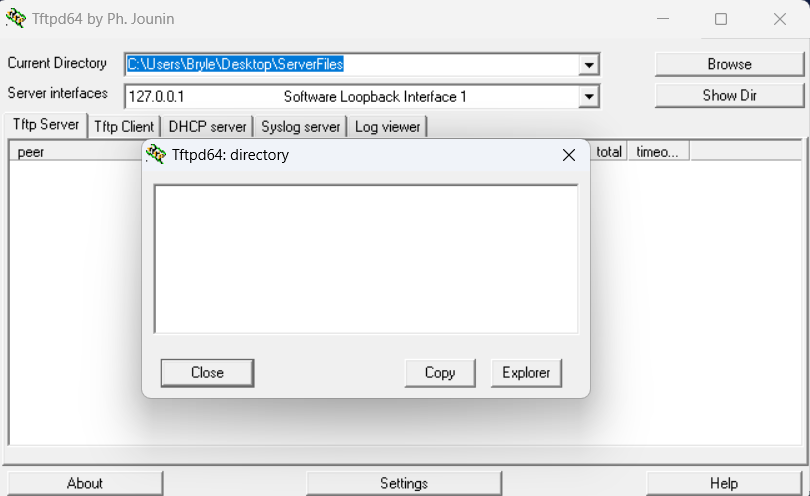 Tftpd64 by Ph. Jounin
Current Directory C:\Users\Bryle\Desktop\ServerFiles Browse
Server interfaces 127.0.0.1 Software Loopback Interface 1 Show Dir
Tftp Server Tftp Client DHCP server Syslog server Log viewer
peer total timeo...
Tftpd64: directory
Close Copy Explorer
About Settings Help